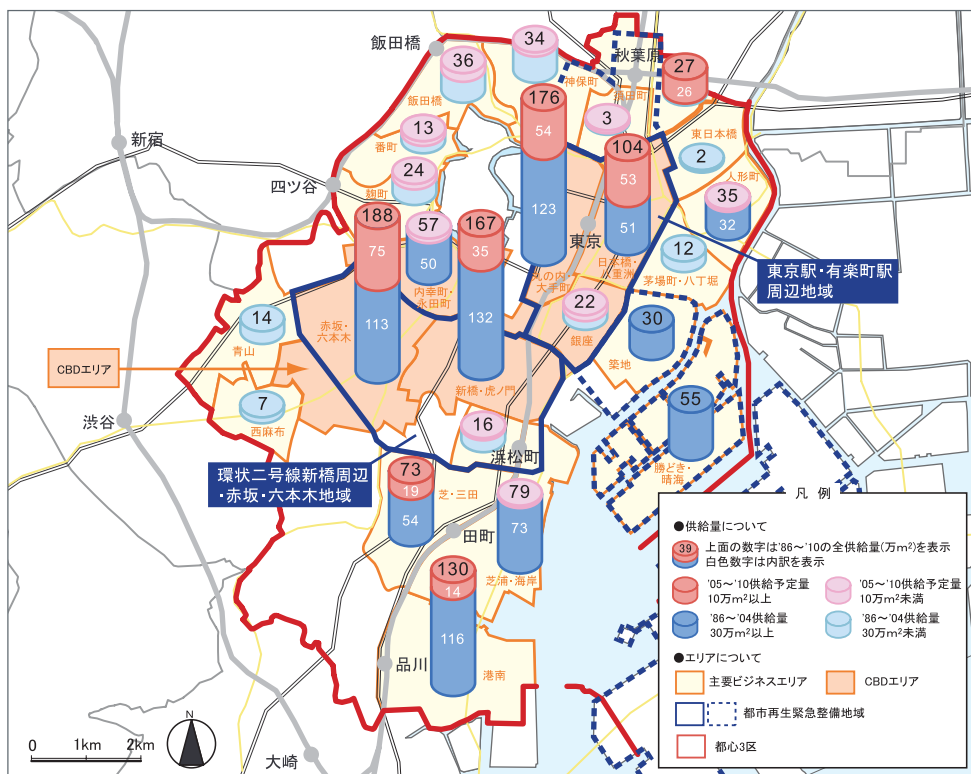 飯田橋
34
秋葉原
36
神保町
27
26
飯田橋
176
神田町
3
新宿
13
54
104
東日本橋
2
番町
24
53
人形町
四ツ谷
麹町
35
32
188
57
167
123
51
75
50
35
東京
12
東京駅・有楽町駅
周辺地域
日本橋・
八重洲
茅場町・八丁堀
丸の内・
大手町
内幸町・
永田町
22
14
赤坂・
六本木
113
132
銀座
30
青山
築地
CBDエリア
新橋・虎ノ門
55
7
渋谷
西麻布
16
浜松町
勝どき・
晴海
環状二号線新橋周辺
・赤坂・六本木地域
73
19
芝・三田
79
54
73
田町
芝浦・海岸
130
14
116
品川
港南
凡 例
●供給量について
39
上面の数字は'86~'10の全供給量(万m²)を表示
白色数字は内訳を表示
'05~'10供給予定量
10万m²以上
'05~'10供給予定量
10万m²未満
'86~'04供給量
30万m²以上
'86~'04供給量
30万m²未満
●エリアについて
主要ビジネスエリア
CBDエリア
都市再生緊急整備地域
都心3区
0 1km 2km
N
大崎